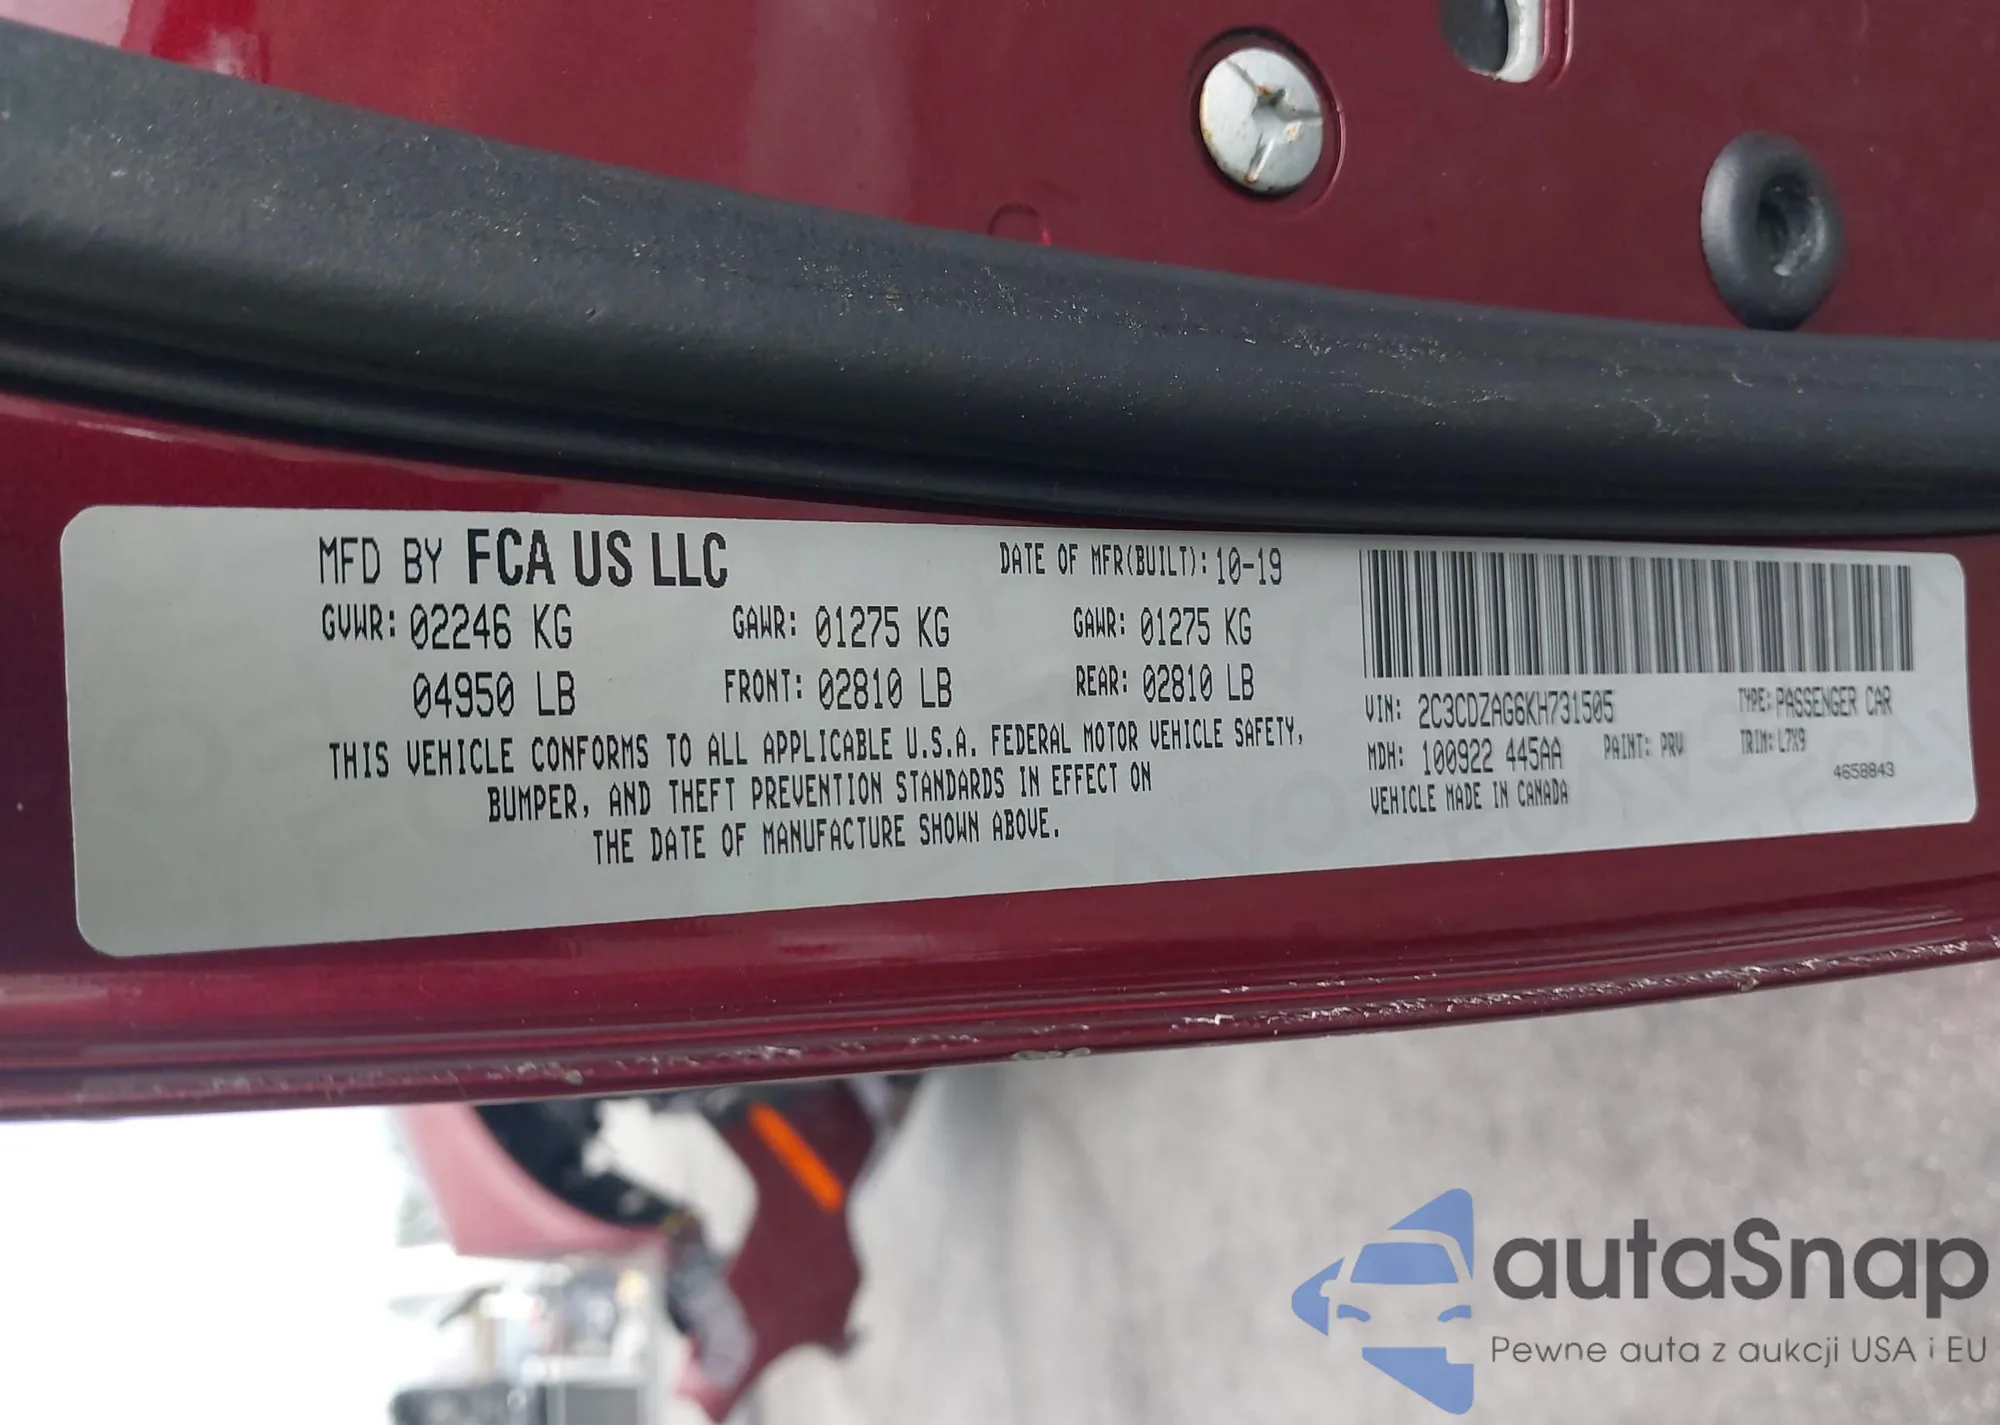 MFD BY FCA US LLC DATE OF MFR(BUILT): 10-19
GVWR: 02246 KG GAWR: 01275 KG GAWR: 01275 KG
04950 LB FRONT: 02810 LB REAR: 02810 LB
THIS VEHICLE CONFORMS TO ALL APPLICABLE U.S.A. FEDERAL MOTOR VEHICLE SAFETY,
BUMPER, AND THEFT PREVENTION STANDARDS IN EFFECT ON
THE DATE OF MANUFACTURE SHOWN ABOVE.
VIN: 2C3CDZAG6KH731505 TYPE: PASSENGER CAR
MDH: 100922 445AA PAINT: PRV TRIM: L7X9
VEHICLE MADE IN CANADA 4658843
autaSnap
Pewne auta z aukcji USA i EU